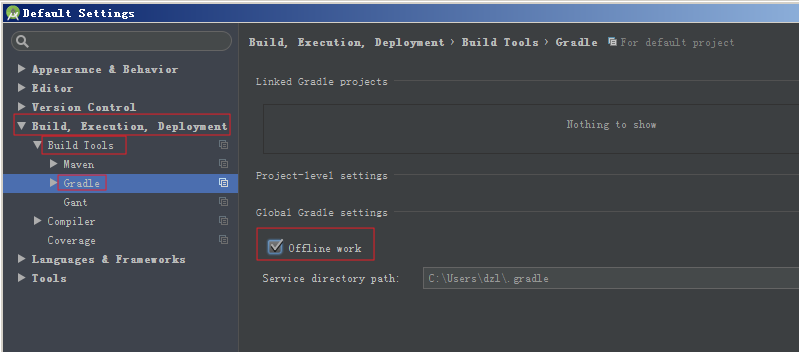 Default Settings
Build, Execution, Deployment › Build Tools › Gradle For default project
Appearance & Behavior
Editor
Version Control
Build, Execution, Deployment
Build Tools
Maven
Gradle
Gant
Compiler
Coverage
Languages & Frameworks
Tools
Linked Gradle projects
Nothing to show
Project-level settings
Global Gradle settings
Offline work
Service directory path: C:\Users\dzl\.gradle